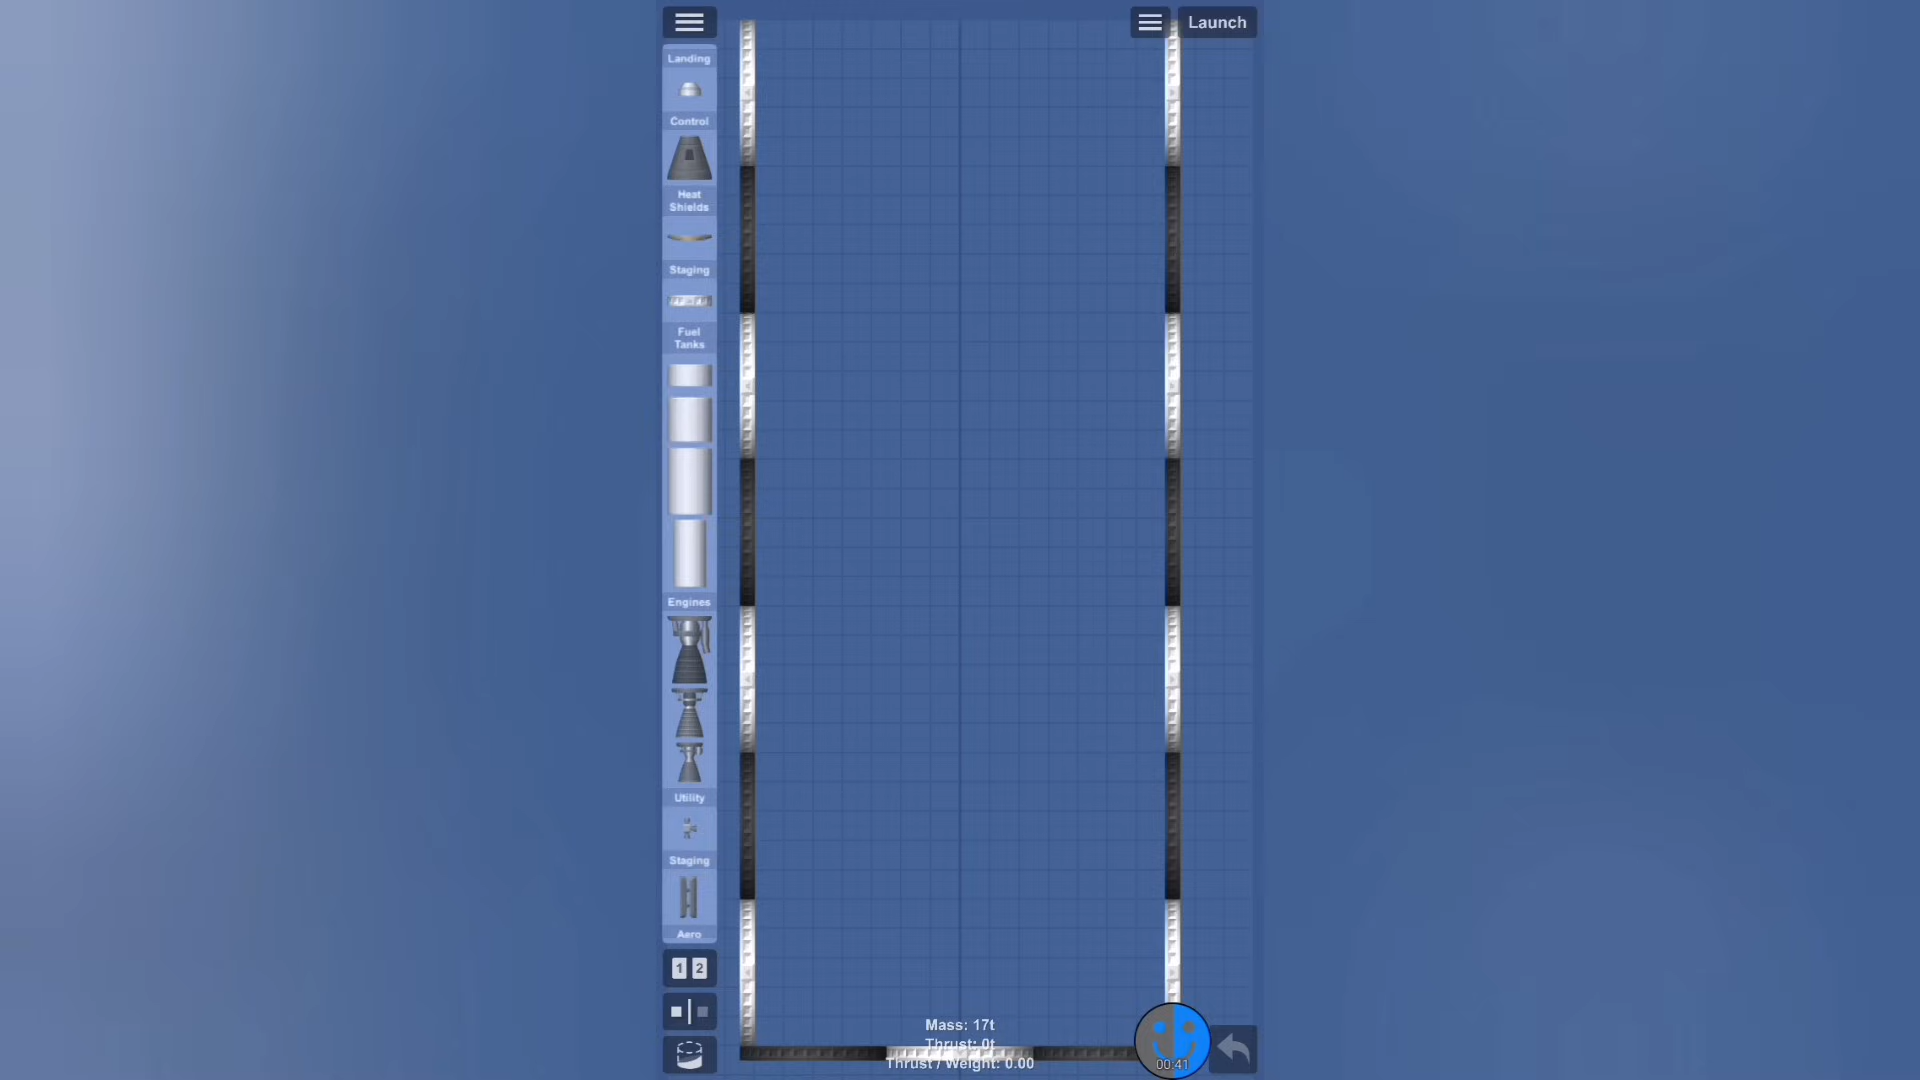 Launch
Landing
Control
Heat
Shields
Staging
Fuel
Tanks
Engines
Utility
Staging
Aero
1 2
Mass: 17t
Thrust: 0t
Thrust / Weight: 0.00
00:41